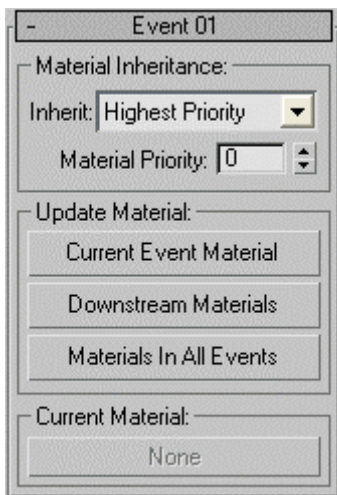 - Event 01
Material Inheritance:
Inherit: Highest Priority
Material Priority: 0
Update Material:
Current Event Material
Downstream Materials
Materials In All Events
Current Material:
None